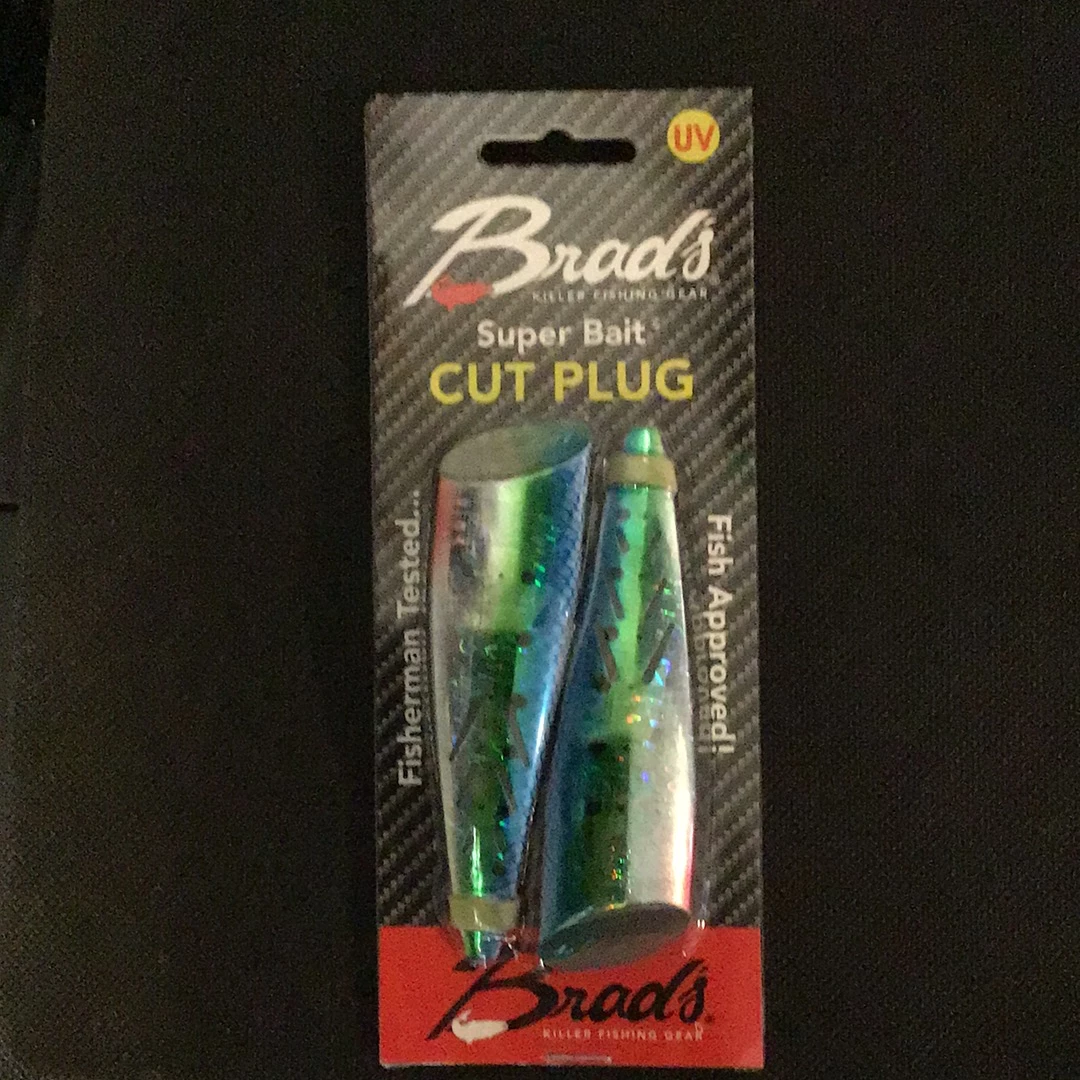 UV
Brad's
KILLER FISHING GEAR
Super Bait
CUT PLUG
Fisherman Tested...
Fish Approved!
Brad's
KILLER FISHING GEAR